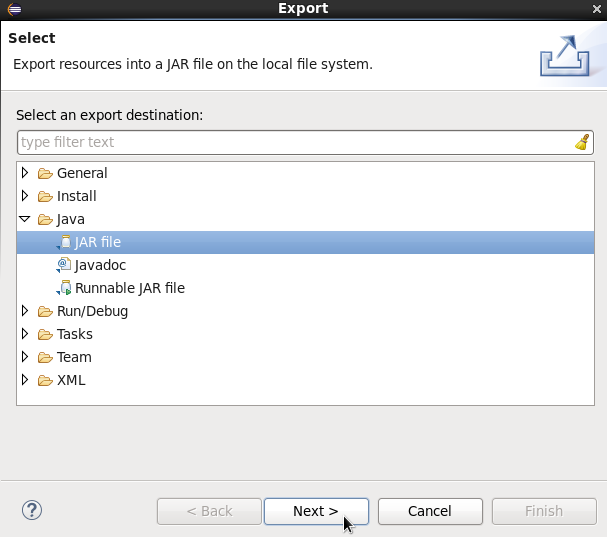 Export
Select
Export resources into a JAR file on the local file system.
Select an export destination:
type filter text
General
Install
Java
JAR file
Javadoc
Runnable JAR file
Run/Debug
Tasks
Team
XML
? < Back Next > Cancel Finish